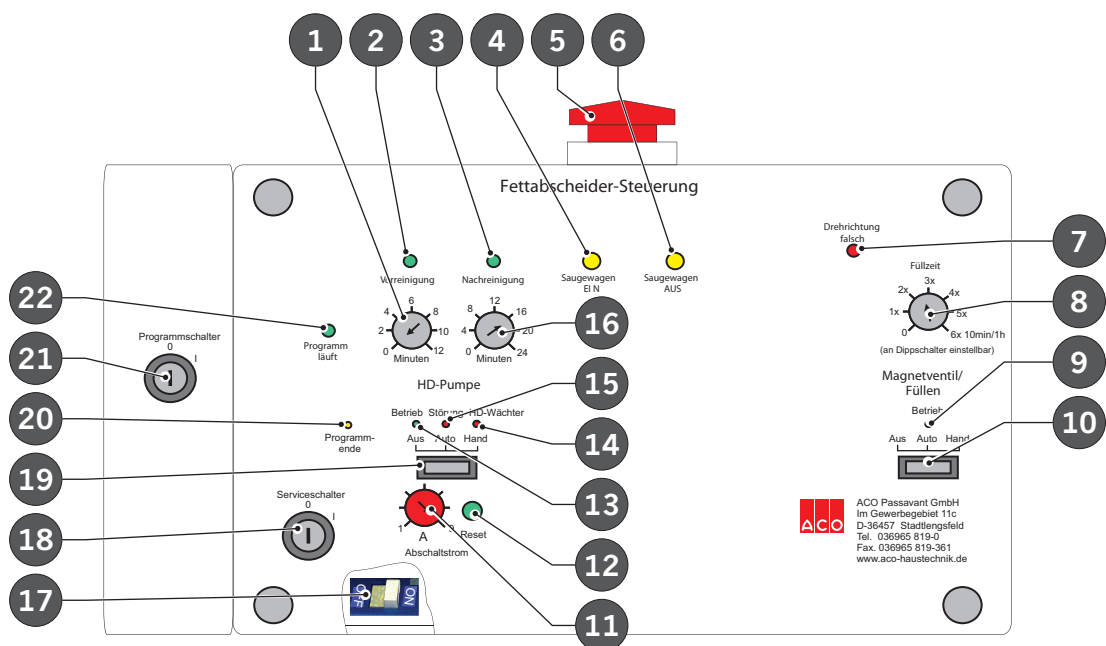 1 2 3 4 5 6
Fettabscheider-Steuerung
Drehrichtung
falsch
7
Vorreinigung
Nachreinigung
Saugewagen
EI N
Saugewagen
AUS
Füllzeit
0 1x 2x 3x 4x 5x 6x 10min/1h
8
(an Dippschalter einstellbar)
22
Programm
läuft
0 2 4 6 8 10 12
Minuten
0 4 8 12 16 20 24
Minuten
16
Programmschalter
0
I
21
HD-Pumpe
15
Magnetventil/
Füllen
9
Betrieb
Aus Auto Hand
10
20
Programm-
ende
Betrieb Störung HD-Wächter
Aus Auto Hand
14
19
13
Serviceschalter
0
I
18
1
A
Reset
Abschaltstrom
12
ACO
ACO Passavant GmbH
Im Gewerbegebiet 11c
D-36457 Stadtlengsfeld
Tel. 036965 819-0
Fax. 036965 819-361
www.aco-haustechnik.de
17
OFF
ON
11